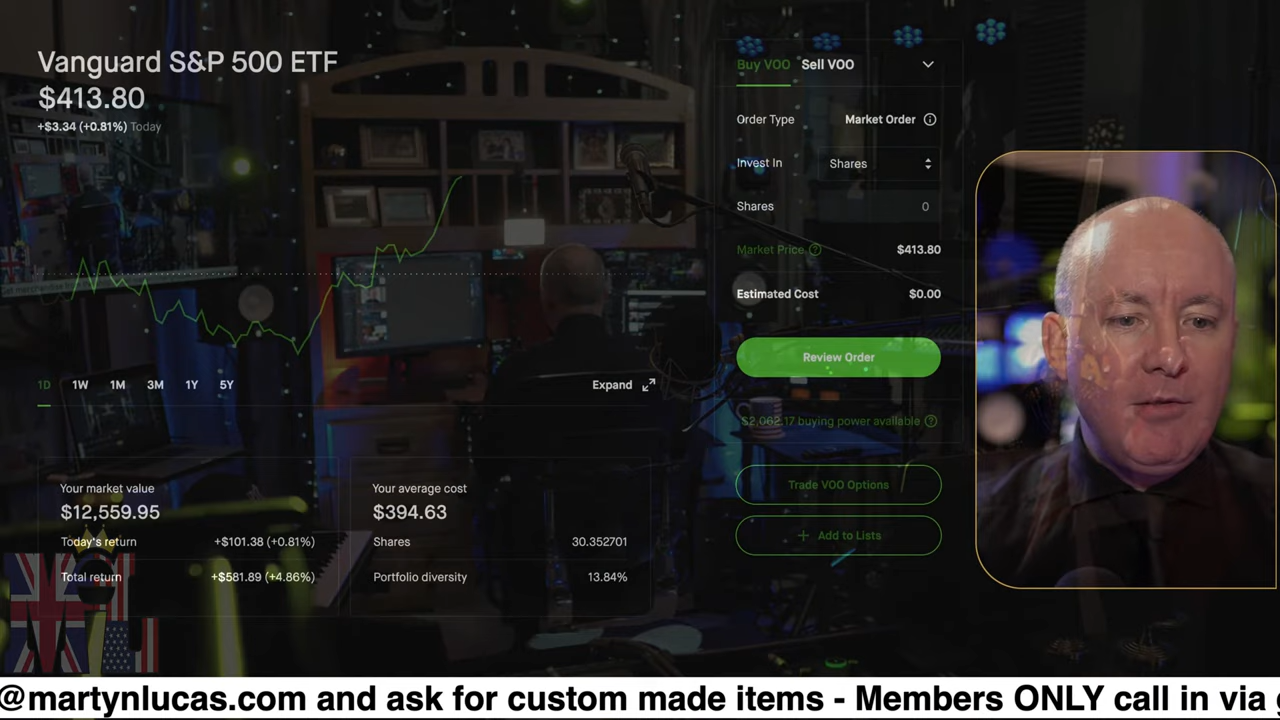 Vanguard S&P 500 ETF
$413.80
+$3.34 (+0.81%) Today
1D 1W 1M 3M 1Y 5Y
Expand
Your market value
$12,559.95
Today's return +$101.38 (+0.81%)
Total return +$581.89 (+4.86%)
Your average cost
$394.63
Shares 30.352701
Portfolio diversity 13.84%
Buy VOO Sell VOO
Order Type Market Order
Invest In Shares
Shares 0
Market Price $413.80
Estimated Cost $0.00
Review Order
$2,062.17 buying power available
Trade VOO Options
+ Add to Lists
@martynlucas.com and ask for custom made items - Members ONLY call in via